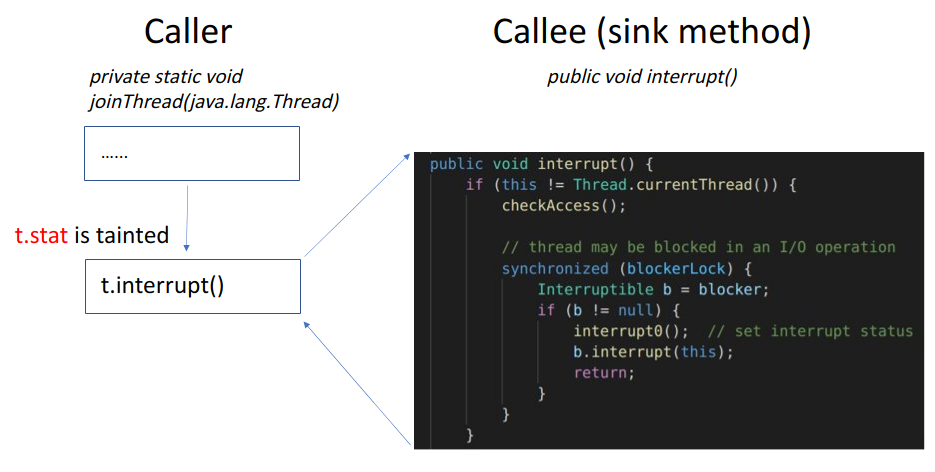 Caller
private static void
joinThread(java.lang.Thread)
......
t.stat is tainted
t.interrupt()
Callee (sink method)
public void interrupt()
public void interrupt() {
if (this != Thread.currentThread()) {
checkAccess();
// thread may be blocked in an I/O operation
synchronized (blockerLock) {
Interruptible b = blocker;
if (b != null) {
interrupt0();  // set interrupt status
b.interrupt(this);
return;
}
}
}